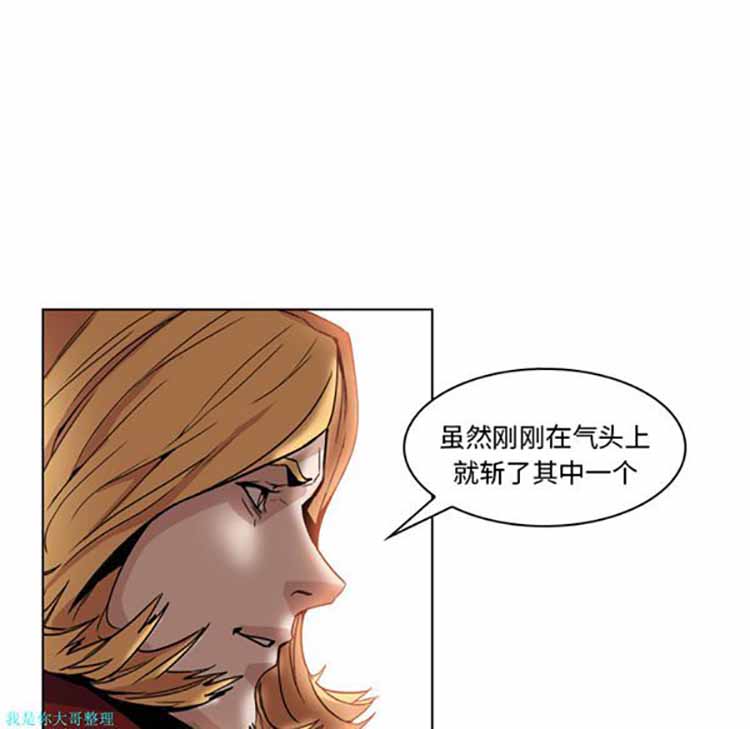 虽然刚刚在气头上
就斩了其中一个
我是你大哥整理